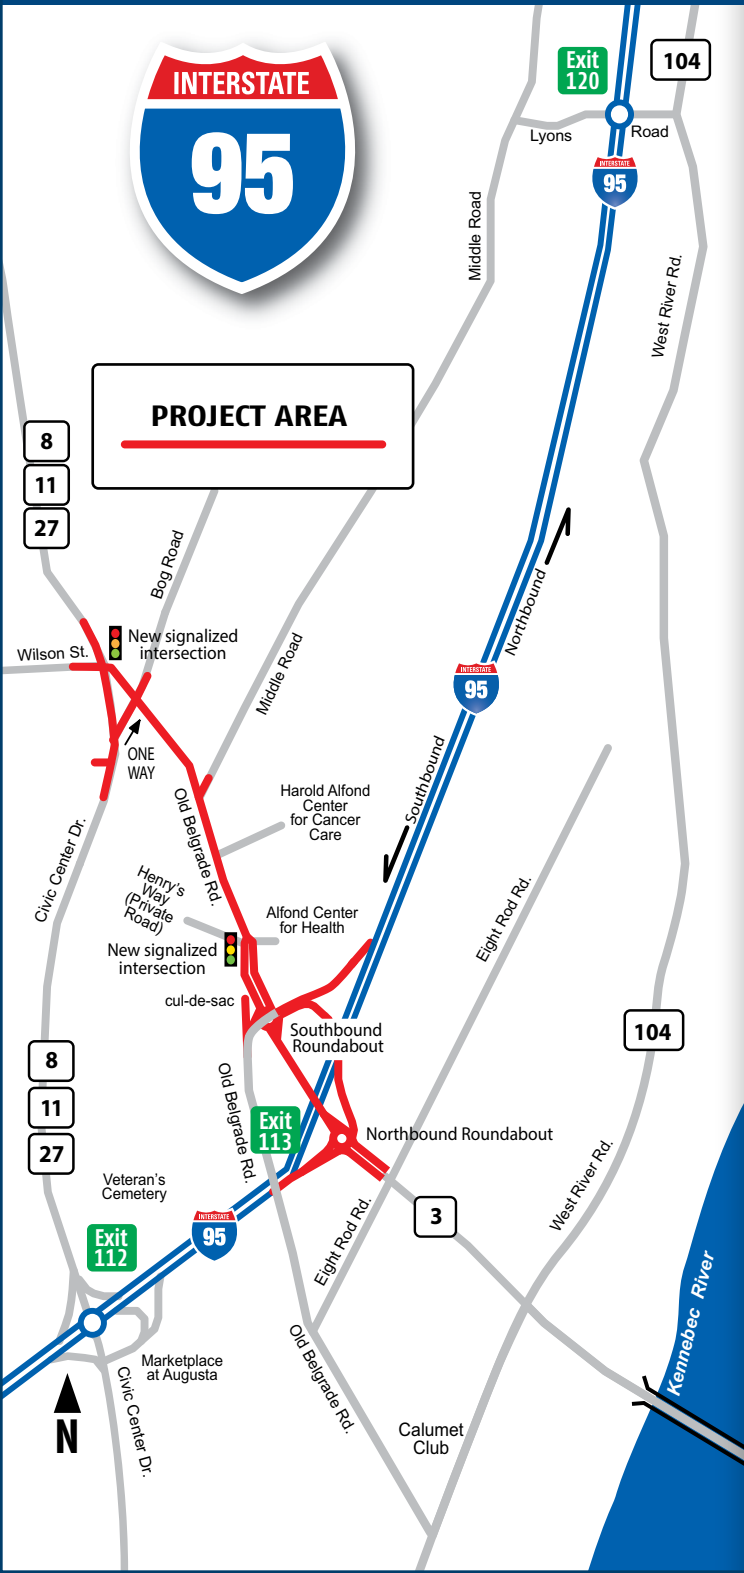 INTERSTATE
95
Exit
120
104
Lyons
Road
INTERSTATE
95
Middle Road
West River Rd.
PROJECT AREA
8
11
27
Bog Road
Wilson St.
New signalized
intersection
Middle Road
Northbound
INTERSTATE
95
ONE
WAY
Southbound
Old Belgrade Rd.
Harold Alfond
Center
for Cancer
Care
Civic Center Dr.
Henry's
Way
(Private
Road)
Alfond Center
for Health
Eight Rod Rd.
New signalized
intersection
cul-de-sac
Southbound
Roundabout
104
8
11
27
Old Belgrade Rd.
Exit
113
Northbound Roundabout
Veteran's
Cemetery
West River Rd.
Eight Rod Rd.
3
INTERSTATE
95
Exit
112
Kennebec River
Old Belgrade Rd.
Marketplace
at Augusta
Civic Center Dr.
N
Calumet
Club